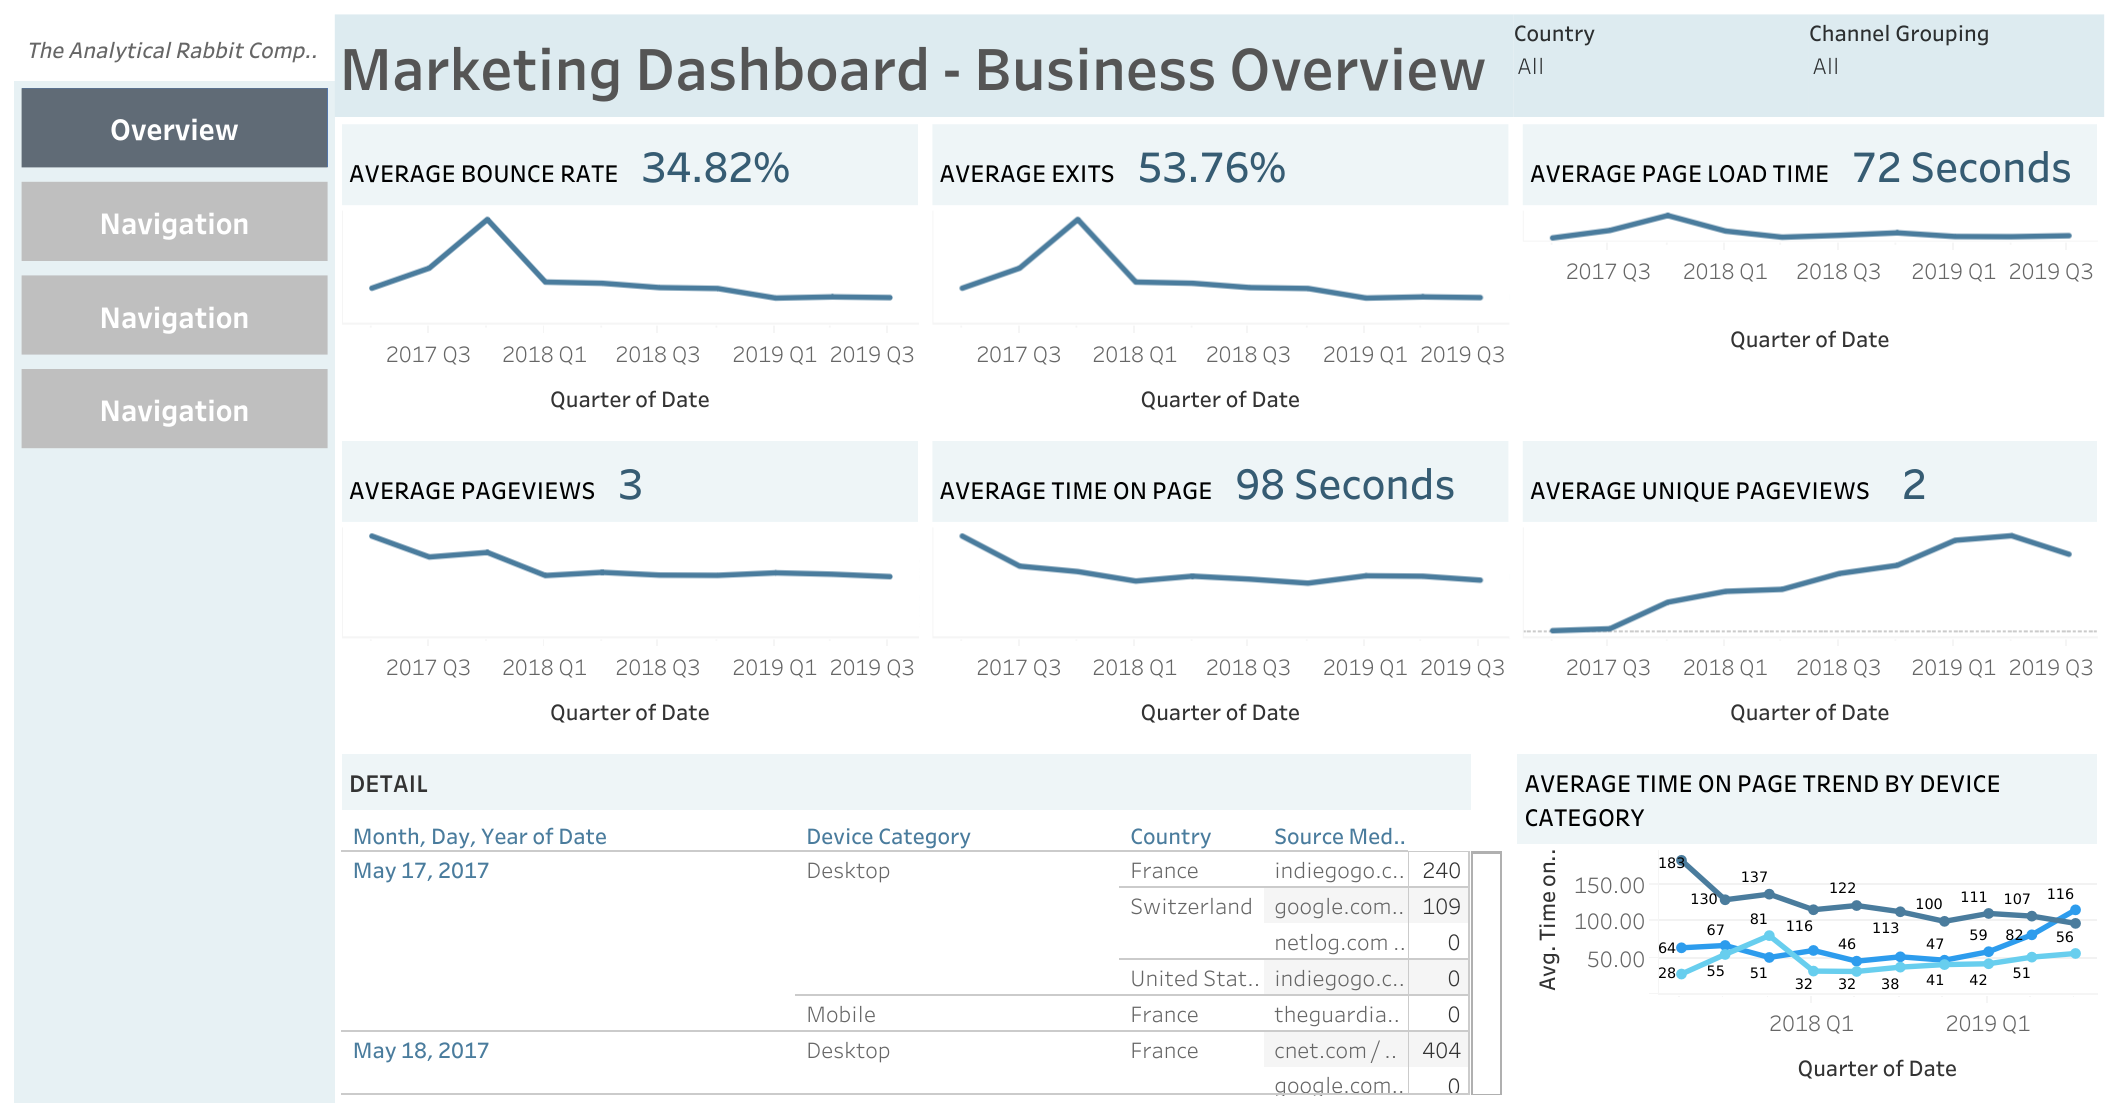 The Analytical Rabbit Comp..
Marketing Dashboard - Business Overview
Country
All
Channel Grouping
All
Overview
Navigation
Navigation
Navigation
AVERAGE BOUNCE RATE 34.82%
2017 Q3 2018 Q1 2018 Q3 2019 Q1 2019 Q3
Quarter of Date
AVERAGE EXITS 53.76%
2017 Q3 2018 Q1 2018 Q3 2019 Q1 2019 Q3
Quarter of Date
AVERAGE PAGE LOAD TIME 72 Seconds
2017 Q3 2018 Q1 2018 Q3 2019 Q1 2019 Q3
Quarter of Date
AVERAGE PAGEVIEWS 3
2017 Q3 2018 Q1 2018 Q3 2019 Q1 2019 Q3
Quarter of Date
AVERAGE TIME ON PAGE 98 Seconds
2017 Q3 2018 Q1 2018 Q3 2019 Q1 2019 Q3
Quarter of Date
AVERAGE UNIQUE PAGEVIEWS 2
2017 Q3 2018 Q1 2018 Q3 2019 Q1 2019 Q3
Quarter of Date
DETAIL
Month, Day, Year of Date Device Category Country Source Med..
May 17, 2017 Desktop France indiegogo.c.. 240
Switzerland google.com.. 109
netlog.com .. 0
United Stat.. indiegogo.c.. 0
Mobile France theguardia.. 0
May 18, 2017 Desktop France cnet.com / .. 404
google.com.. 0
AVERAGE TIME ON PAGE TREND BY DEVICE
CATEGORY
Avg. Time on..
150.00
100.00
50.00
183 130 137 116 122 113 100 111 107 116
64 67 51 46 47 59 82 56
28 55 81 32 32 38 41 42 51
2018 Q1 2019 Q1
Quarter of Date